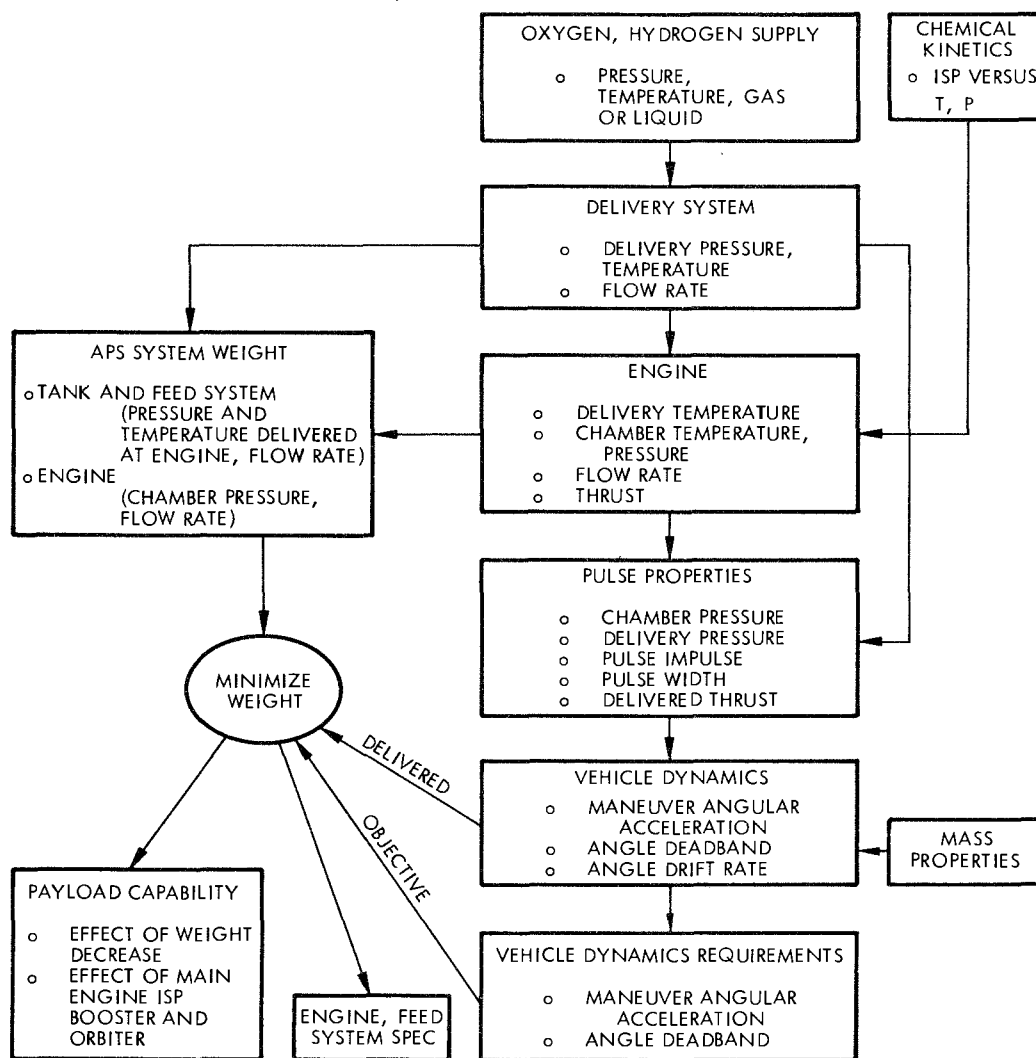 OXYGEN, HYDROGEN SUPPLY
o PRESSURE,
TEMPERATURE, GAS
OR LIQUID
CHEMICAL
KINETICS
o ISP VERSUS
T, P
DELIVERY SYSTEM
o DELIVERY PRESSURE,
TEMPERATURE
o FLOW RATE
APS SYSTEM WEIGHT
o TANK AND FEED SYSTEM
(PRESSURE AND
TEMPERATURE DELIVERED
AT ENGINE, FLOW RATE)
o ENGINE
(CHAMBER PRESSURE,
FLOW RATE)
ENGINE
o DELIVERY TEMPERATURE
o CHAMBER TEMPERATURE,
PRESSURE
o FLOW RATE
o THRUST
PULSE PROPERTIES
o CHAMBER PRESSURE
o DELIVERY PRESSURE
o PULSE IMPULSE
o PULSE WIDTH
o DELIVERED THRUST
MINIMIZE
WEIGHT
DELIVERED
OBJECTIVE
VEHICLE DYNAMICS
o MANEUVER ANGULAR
ACCELERATION
o ANGLE DEADBAND
o ANGLE DRIFT RATE
MASS
PROPERTIES
PAYLOAD CAPABILITY
o EFFECT OF WEIGHT
DECREASE
o EFFECT OF MAIN
ENGINE ISP
BOOSTER AND
ORBITER
ENGINE, FEED
SYSTEM SPEC
VEHICLE DYNAMICS REQUIREMENTS
o MANEUVER ANGULAR
ACCELERATION
o ANGLE DEADBAND